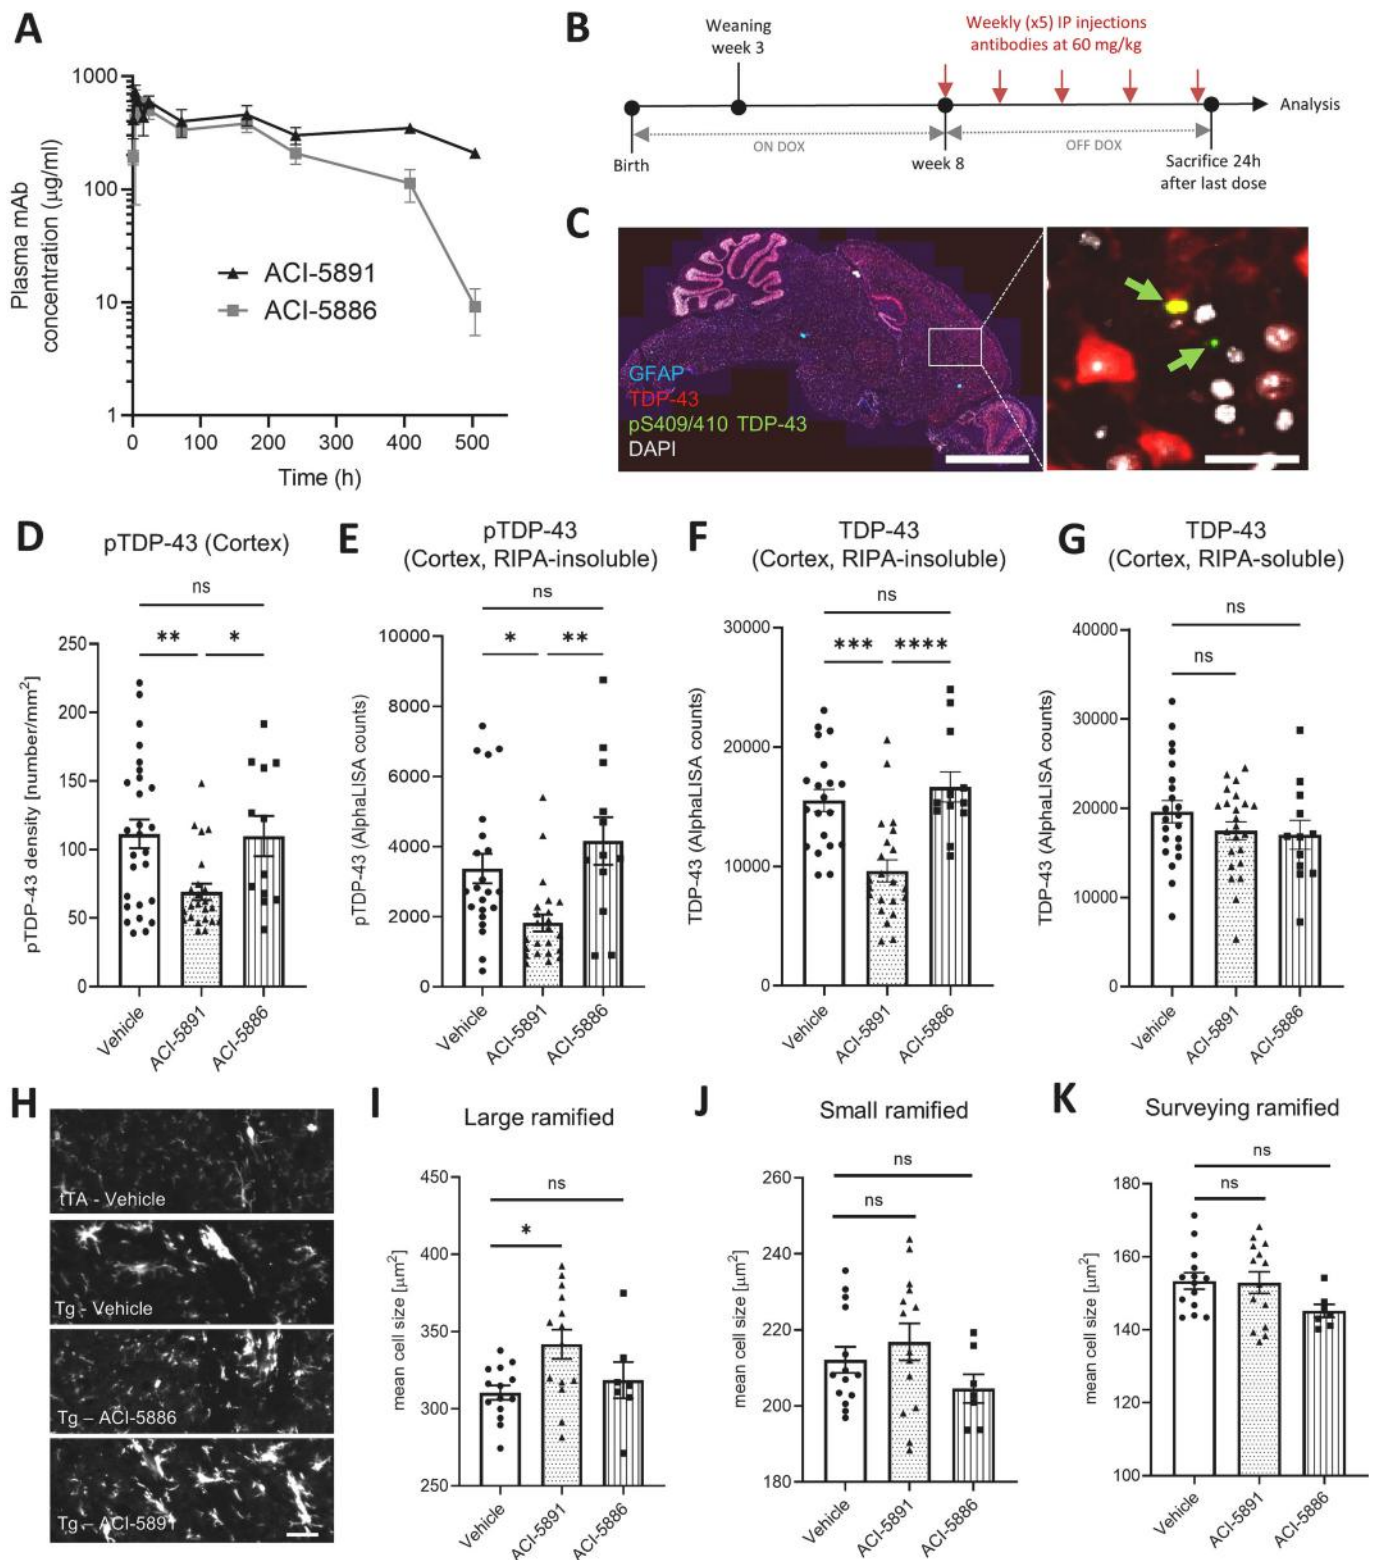 A
1000
100
10
1
Plasma mAb
concentration (µg/ml)
ACI-5891
ACI-5886
0 100 200 300 400 500
Time (h)
B
Weaning
week 3
Weekly (x5) IP injections
antibodies at 60 mg/kg
Analysis
ON DOX
OFF DOX
Birth
week 8
Sacrifice 24h
after last dose
C
GFAP
TDP-43
pS409/410 TDP-43
DAPI
D
pTDP-43 (Cortex)
ns
** *
250
200
150
100
50
0
pTDP-43 density [number/mm²]
Vehicle
ACI-5891
ACI-5886
E
pTDP-43
(Cortex, RIPA-insoluble)
ns
* **
10000
8000
6000
4000
2000
0
pTDP-43 (AlphaLISA counts)
Vehicle
ACI-5891
ACI-5886
F
TDP-43
(Cortex, RIPA-insoluble)
ns
*** ****
30000
20000
10000
0
TDP-43 (AlphaLISA counts)
Vehicle
ACI-5891
ACI-5886
G
TDP-43
(Cortex, RIPA-soluble)
ns
ns
40000
30000
20000
10000
0
TDP-43 (AlphaLISA counts)
Vehicle
ACI-5891
ACI-5886
H
tTA - Vehicle
Tg - Vehicle
Tg – ACI-5886
Tg – ACI-5891
I
Large ramified
ns
*
450
400
350
300
250
mean cell size [µm²]
Vehicle
ACI-5891
ACI-5886
J
Small ramified
ns
ns
260
240
220
200
180
mean cell size [µm²]
Vehicle
ACI-5891
ACI-5886
K
Surveying ramified
ns
ns
180
160
140
120
100
mean cell size [µm²]
Vehicle
ACI-5891
ACI-5886